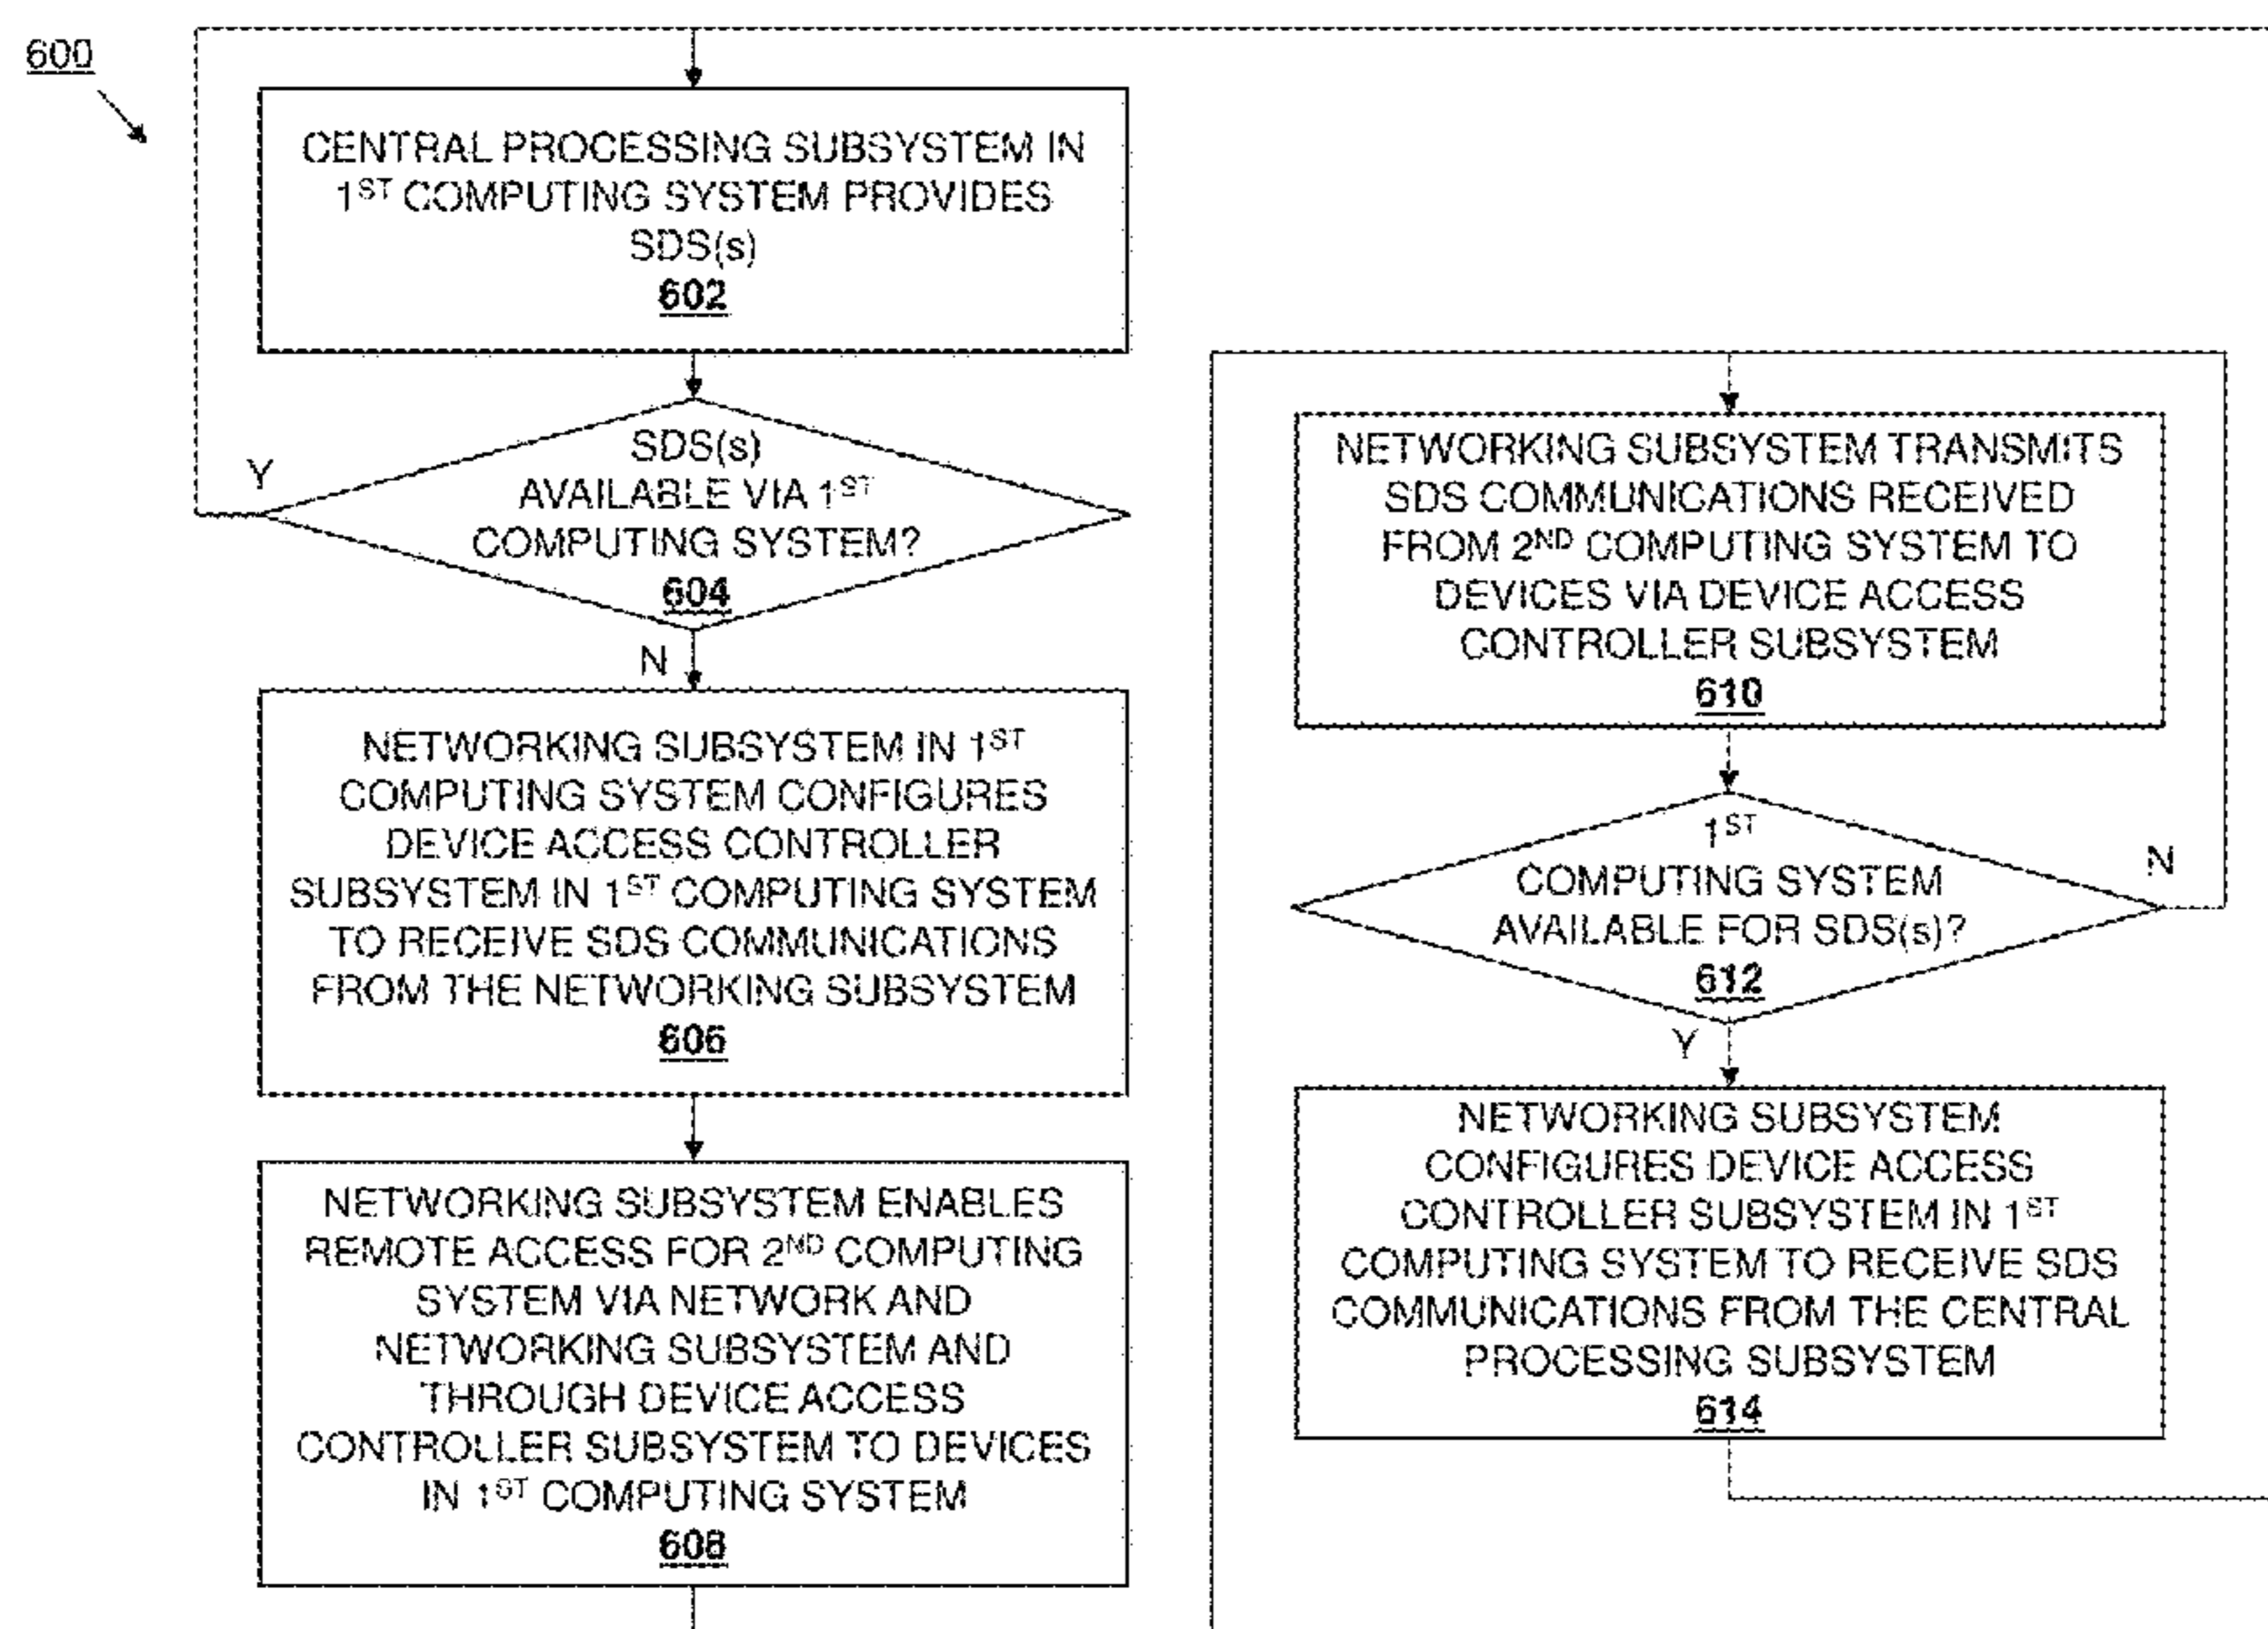 600
CENTRAL PROCESSING SUBSYSTEM IN
1ST COMPUTING SYSTEM PROVIDES
SDS(s)
602
SDS(s)
AVAILABLE VIA 1ST
COMPUTING SYSTEM?
604
Y
N
NETWORKING SUBSYSTEM IN 1ST
COMPUTING SYSTEM CONFIGURES
DEVICE ACCESS CONTROLLER
SUBSYSTEM IN 1ST COMPUTING SYSTEM
TO RECEIVE SDS COMMUNICATIONS
FROM THE NETWORKING SUBSYSTEM
606
NETWORKING SUBSYSTEM ENABLES
REMOTE ACCESS FOR 2ND COMPUTING
SYSTEM VIA NETWORK AND
NETWORKING SUBSYSTEM AND
THROUGH DEVICE ACCESS
CONTROLLER SUBSYSTEM TO DEVICES
IN 1ST COMPUTING SYSTEM
608
NETWORKING SUBSYSTEM TRANSMITS
SDS COMMUNICATIONS RECEIVED
FROM 2ND COMPUTING SYSTEM TO
DEVICES VIA DEVICE ACCESS
CONTROLLER SUBSYSTEM
610
1ST
COMPUTING SYSTEM
AVAILABLE FOR SDS(s)?
612
N
Y
NETWORKING SUBSYSTEM
CONFIGURES DEVICE ACCESS
CONTROLLER SUBSYSTEM IN 1ST
COMPUTING SYSTEM TO RECEIVE SDS
COMMUNICATIONS FROM THE CENTRAL
PROCESSING SUBSYSTEM
614